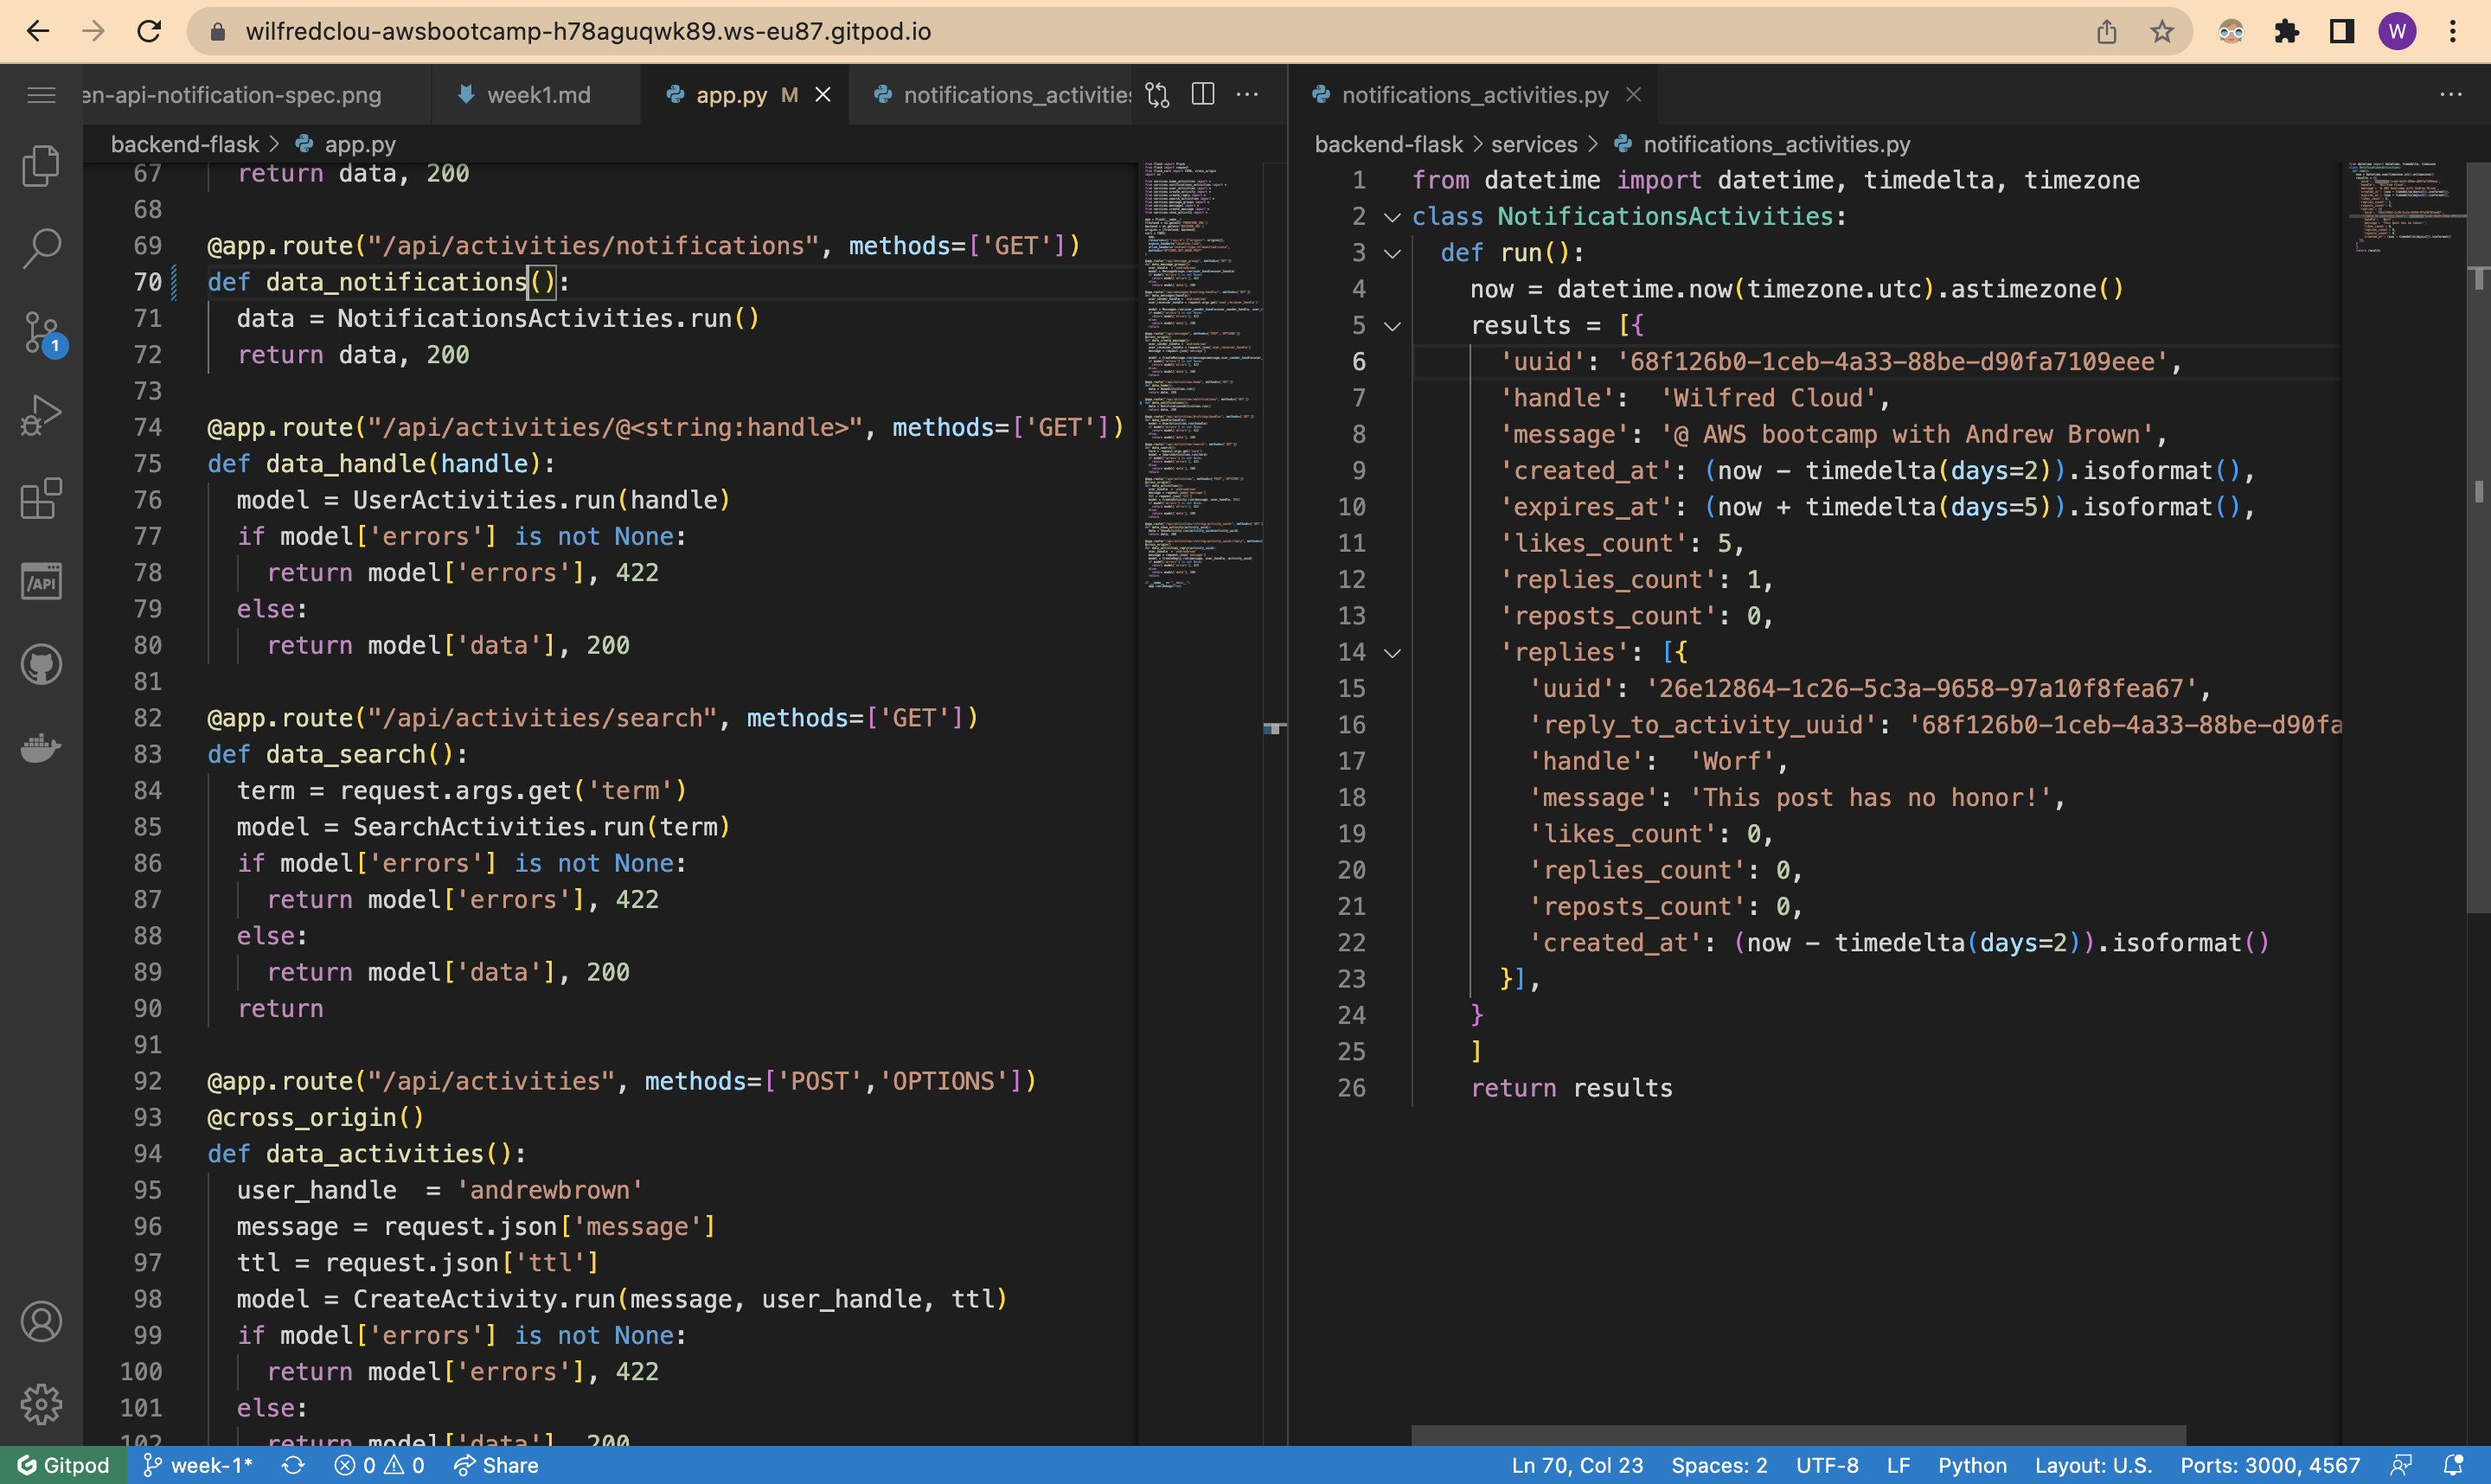 wilfredclou-awsbootcamp-h78aguqwk89.ws-eu87.gitpod.io
W
en-api-notification-spec.png
week1.md
app.py M
notifications_activities
notifications_activities.py
backend-flask > app.py
67 return data, 200
68
69 @app.route("/api/activities/notifications", methods=['GET'])
70 def data_notifications():
71 data = NotificationsActivities.run()
72 return data, 200
73
74 @app.route("/api/activities/@<string:handle>", methods=['GET'])
75 def data_handle(handle):
76 model = UserActivities.run(handle)
77 if model['errors'] is not None:
78 return model['errors'], 422
79 else:
80 return model['data'], 200
81
82 @app.route("/api/activities/search", methods=['GET'])
83 def data_search():
84 term = request.args.get('term')
85 model = SearchActivities.run(term)
86 if model['errors'] is not None:
87 return model['errors'], 422
88 else:
89 return model['data'], 200
90 return
91
92 @app.route("/api/activities", methods=['POST','OPTIONS'])
93 @cross_origin()
94 def data_activities():
95 user_handle  = 'andrewbrown'
96 message = request.json['message']
97 ttl = request.json['ttl']
98 model = CreateActivity.run(message, user_handle, ttl)
99 if model['errors'] is not None:
100 return model['errors'], 422
101 else:
102 return model['data'], 200
backend-flask > services > notifications_activities.py
1 from datetime import datetime, timedelta, timezone
2 class NotificationsActivities:
3 def run():
4 now = datetime.now(timezone.utc).astimezone()
5 results = [{
6 'uuid': '68f126b0-1ceb-4a33-88be-d90fa7109eee',
7 'handle':  'Wilfred Cloud',
8 'message': '@ AWS bootcamp with Andrew Brown',
9 'created_at': (now - timedelta(days=2)).isoformat(),
10 'expires_at': (now + timedelta(days=5)).isoformat(),
11 'likes_count': 5,
12 'replies_count': 1,
13 'reposts_count': 0,
14 'replies': [{
15 'uuid': '26e12864-1c26-5c3a-9658-97a10f8fea67',
16 'reply_to_activity_uuid': '68f126b0-1ceb-4a33-88be-d90fa
17 'handle':  'Worf',
18 'message': 'This post has no honor!',
19 'likes_count': 0,
20 'replies_count': 0,
21 'reposts_count': 0,
22 'created_at': (now - timedelta(days=2)).isoformat()
23 }],
24 }
25 ]
26 return results
1
/API
Gitpod week-1* 0 0 Share Ln 70, Col 23 Spaces: 2 UTF-8 LF Python Layout: U.S. Ports: 3000, 4567